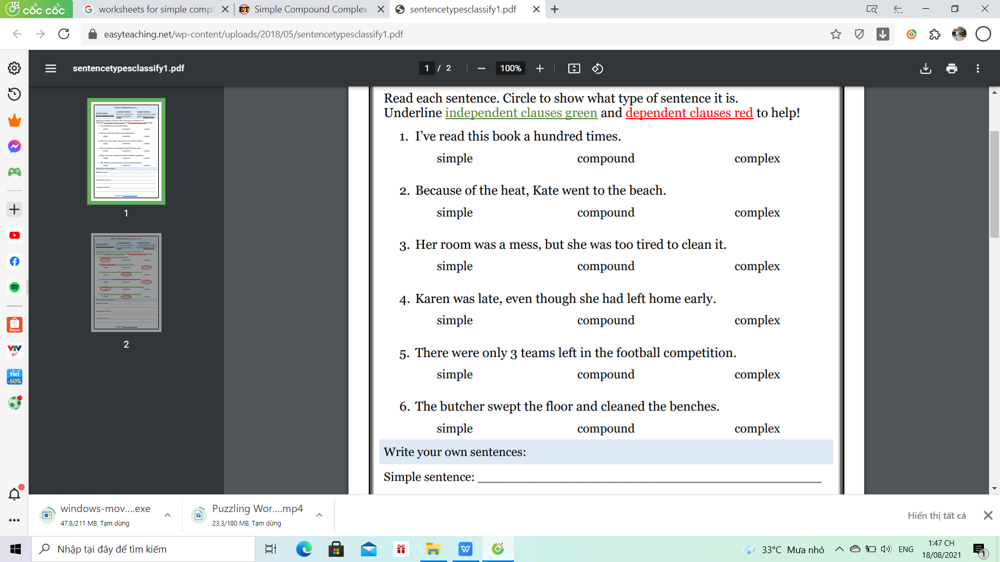 cốc cốc
worksheets for simple compo
ET
Simple Compound Complex
sentencetypesclassify1.pdf
easyteaching.net/wp-content/uploads/2018/05/sentencetypesclassify1.pdf
sentencetypesclassify1.pdf
1 / 2
100%
1
2
Read each sentence. Circle to show what type of sentence it is.
Underline independent clauses green and dependent clauses red to help!
1. I’ve read this book a hundred times.
simple compound complex
2. Because of the heat, Kate went to the beach.
simple compound complex
3. Her room was a mess, but she was too tired to clean it.
simple compound complex
4. Karen was late, even though she had left home early.
simple compound complex
5. There were only 3 teams left in the football competition.
simple compound complex
6. The butcher swept the floor and cleaned the benches.
simple compound complex
Write your own sentences:
Simple sentence:
Shopee
VTV
go
TIKI
-50%
windows-mov....exe
47,8/211 MB, Tạm dừng
Puzzling Wor....mp4
23,3/180 MB, Tạm dừng
Hiển thị tất cả
Nhập tại đây để tìm kiếm
33°C Mưa nhỏ
ENG
1:47 CH
18/08/2021
1